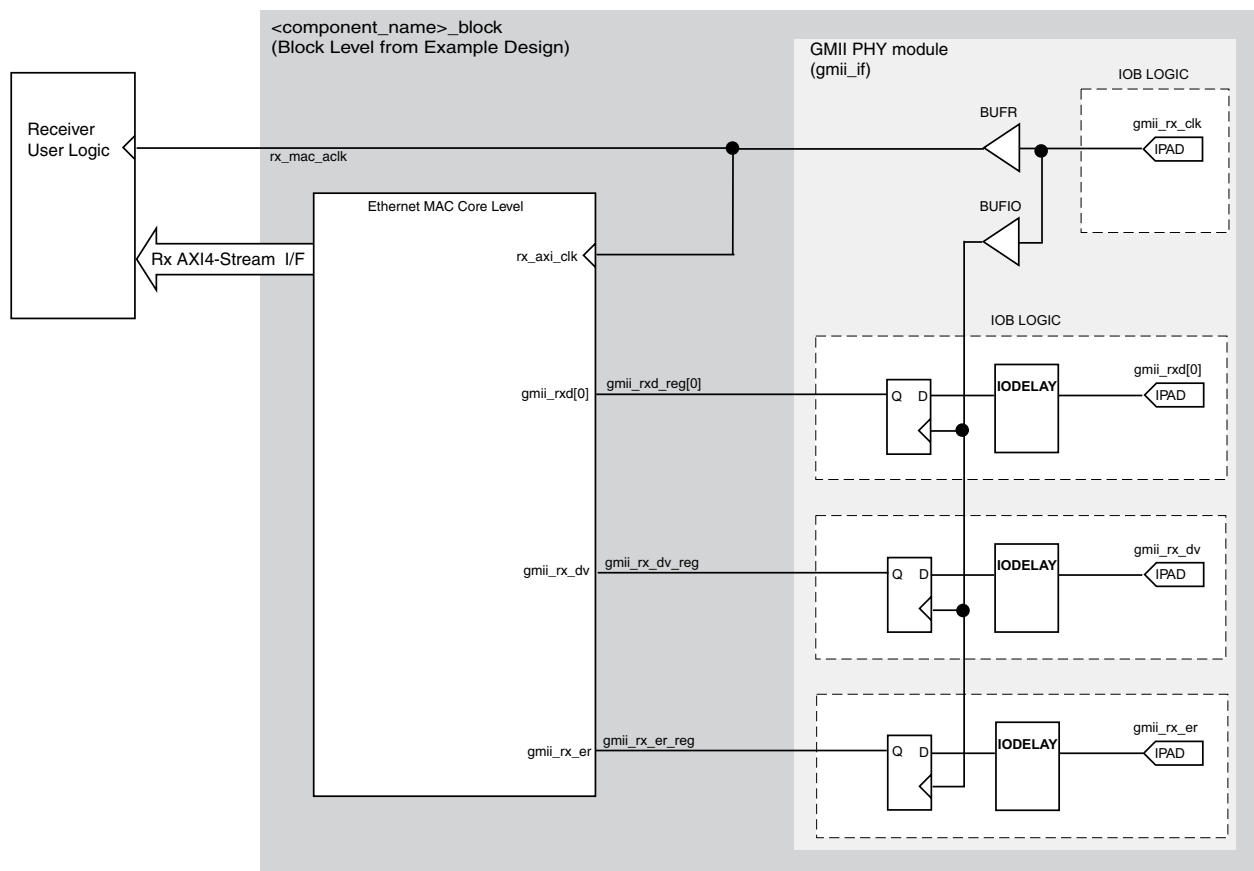 <component_name>_block
(Block Level from Example Design)
GMII PHY module
(gmii_if)
IOB LOGIC
Receiver
User Logic
rx_mac_aclk
BUFR
gmii_rx_clk
IPAD
BUFIO
Ethernet MAC Core Level
rx_axi_clk
Rx AXI4-Stream I/F
IOB LOGIC
gmii_rxd[0]
gmii_rxd_reg[0]
Q D
IODELAY
gmii_rxd[0]
IPAD
gmii_rx_dv
gmii_rx_dv_reg
Q D
IODELAY
gmii_rx_dv
IPAD
gmii_rx_er
gmii_rx_er_reg
Q D
IODELAY
gmii_rx_er
IPAD